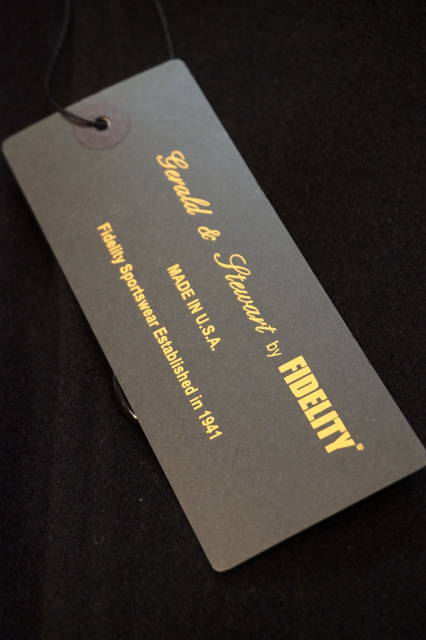 Gerald & Stewart by FIDELITY®
MADE IN U.S.A.
Fidelity Sportswear Established in 1941